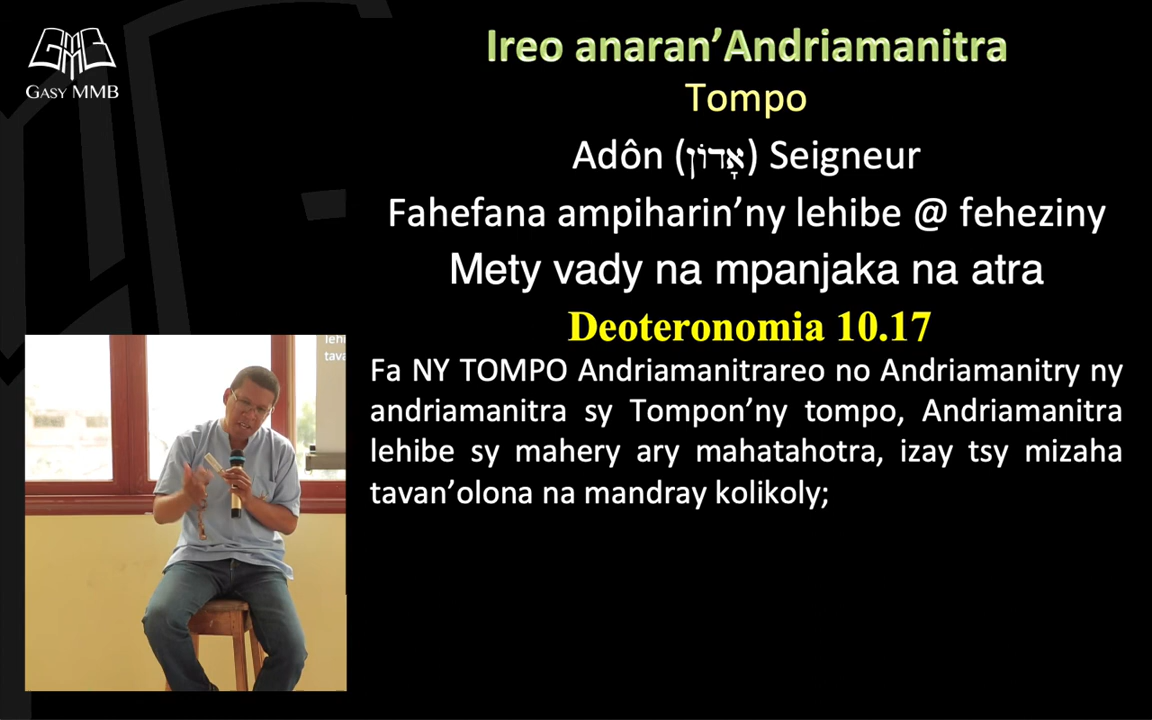 GASY MMB
Ireo anaran’Andriamanitra
Tompo
Adôn (אָדוֹן) Seigneur
Fahefana ampiharin’ny lehibe @ feheziny
Mety vady na mpanjaka na atra
Deoteronomia 10.17
Fa NY TOMPO Andriamanitrareo no Andriamanitry ny
andriamanitra sy Tompon’ny tompo, Andriamanitra
lehibe sy mahery ary mahatahotra, izay tsy mizaha
tavan’olona na mandray kolikoly;